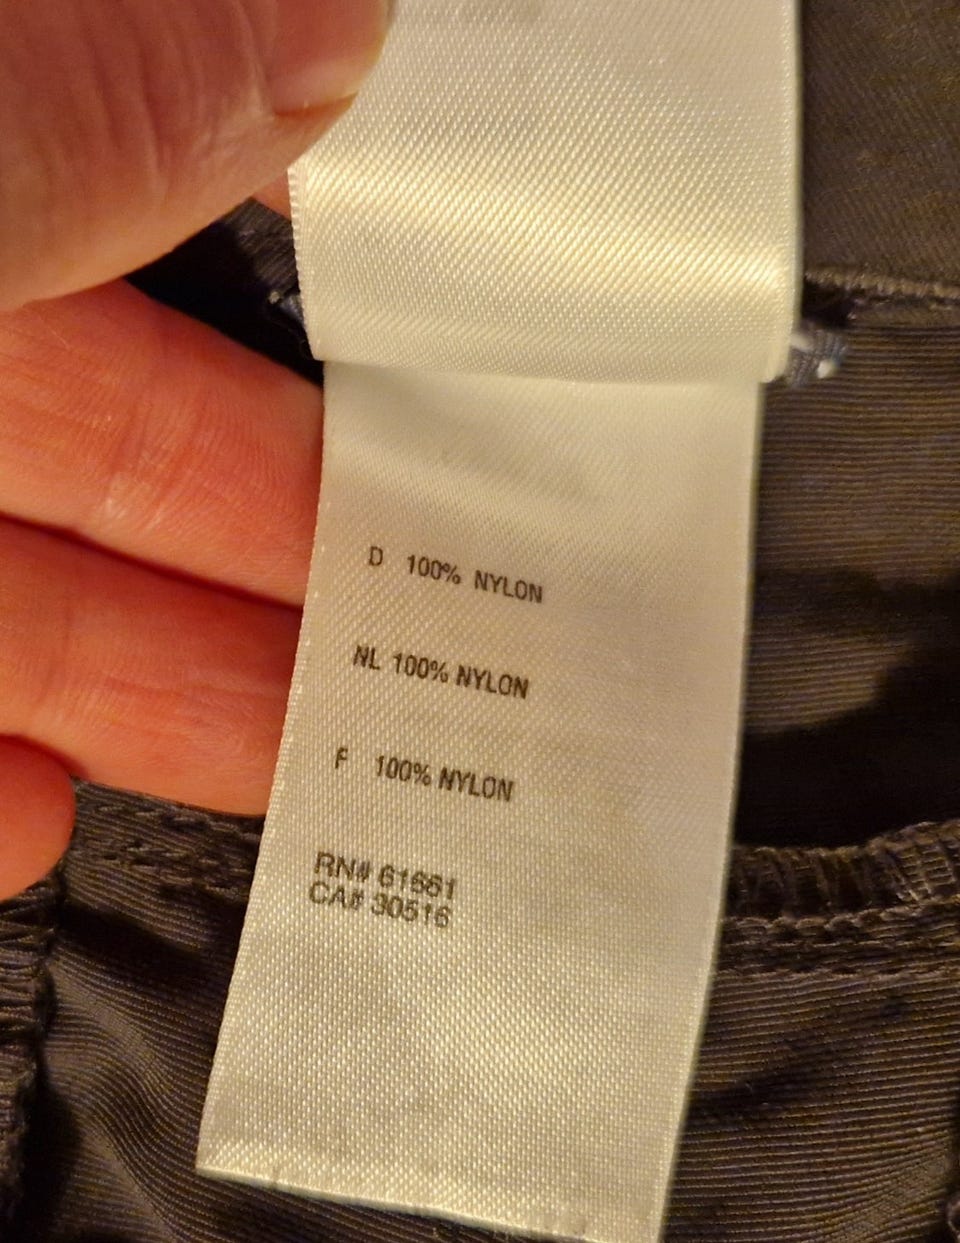 D 100% NYLON
NL 100% NYLON
F 100% NYLON
RN# 61661
CA# 30516